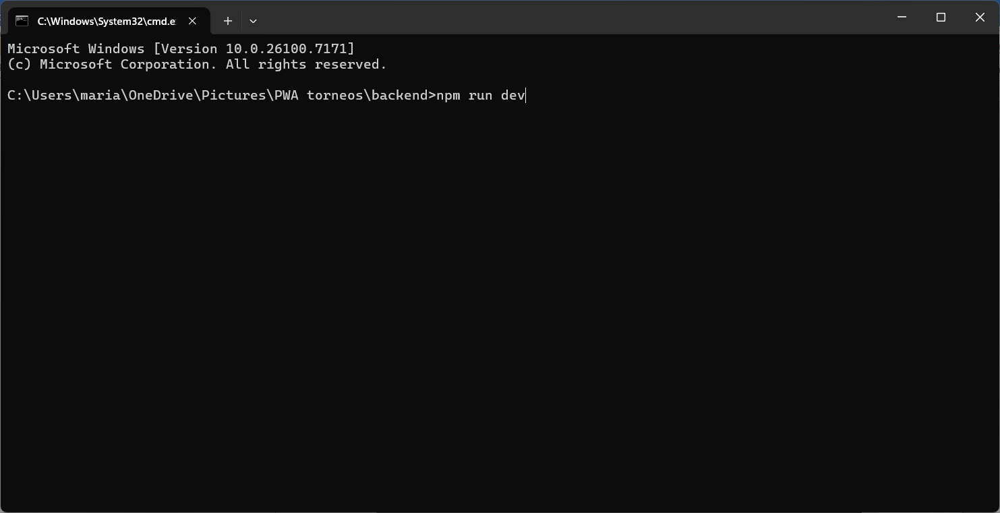 C:\Windows\System32\cmd.e
Microsoft Windows [Version 10.0.26100.7171]
(c) Microsoft Corporation. All rights reserved.
C:\Users\maria\OneDrive\Pictures\PWA torneos\backend>npm run dev